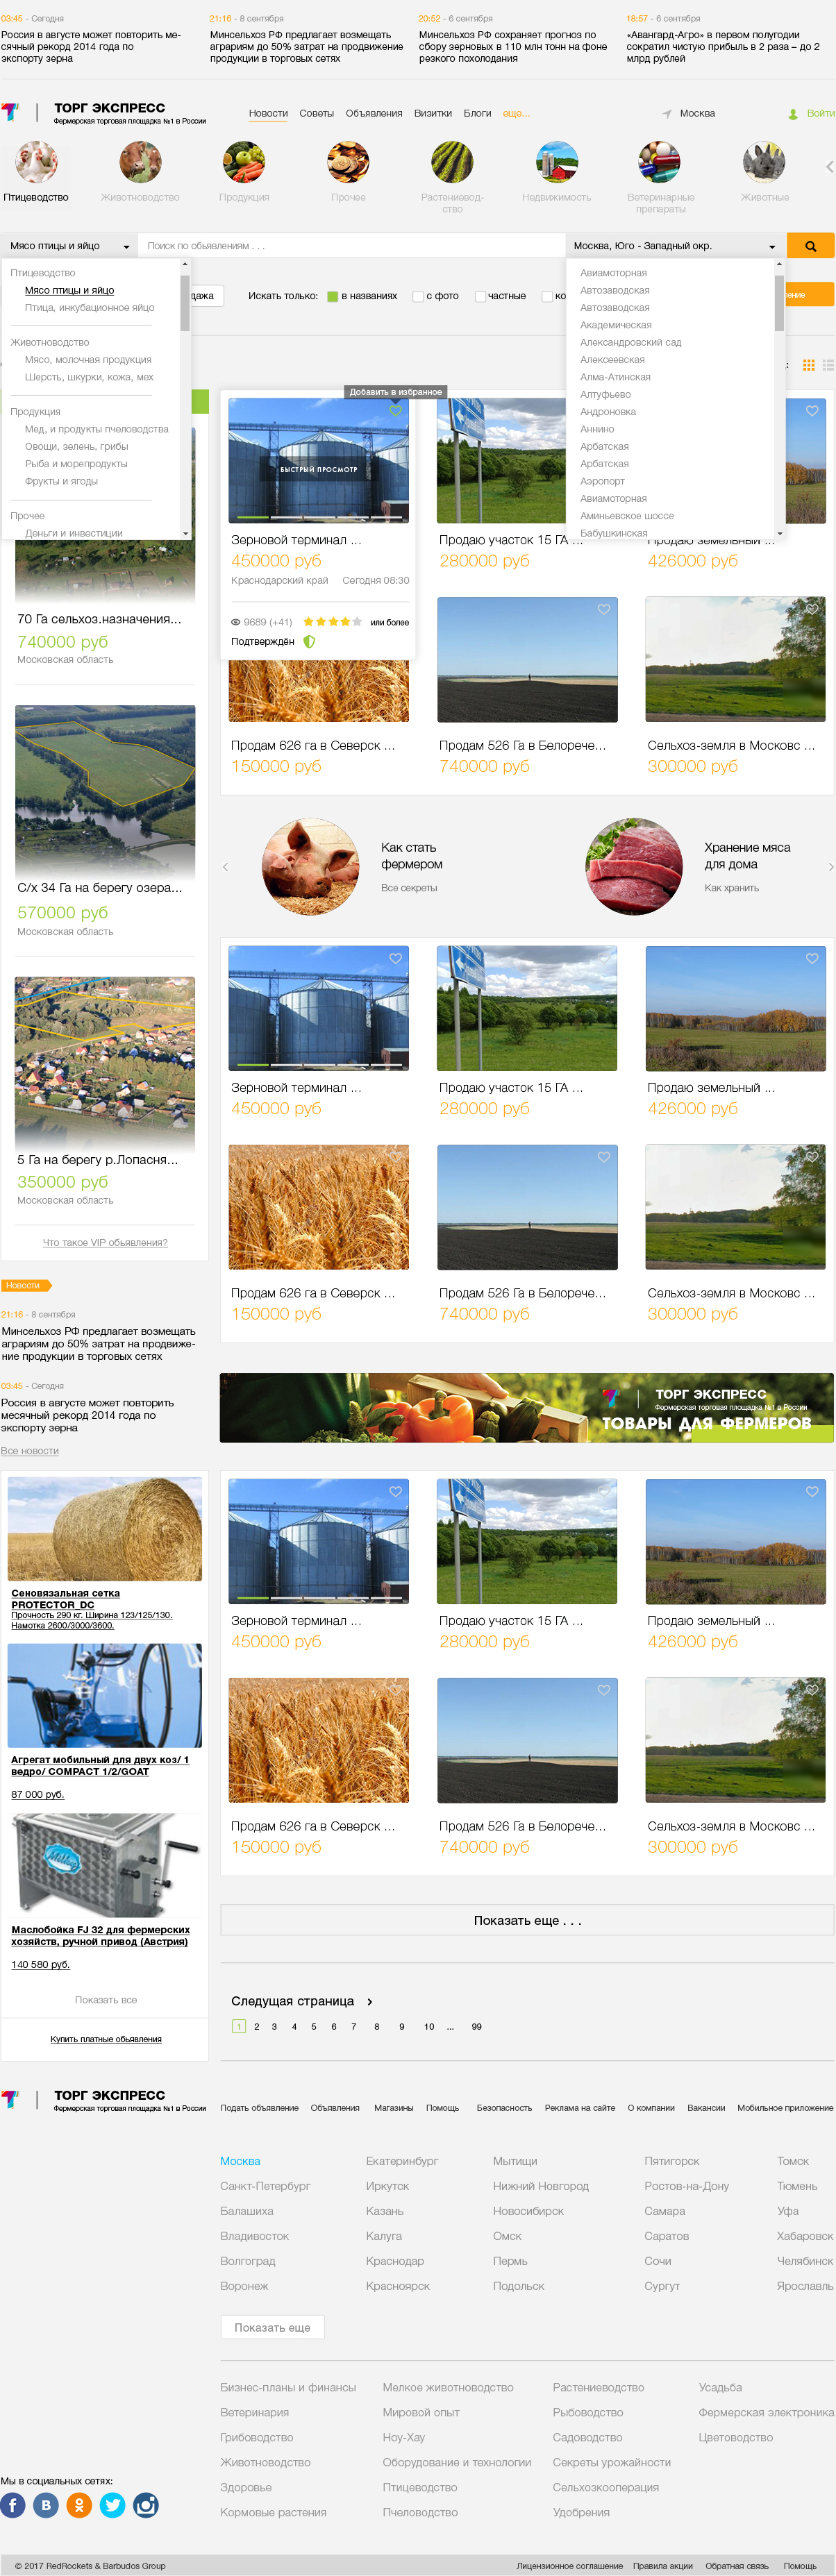 03:45 - Сегодня
Россия в августе может повторить ме-
сячный рекорд 2014 года по
экспорту зерна
21:16 - 8 сентября
Минсельхоз РФ предлагает возмещать
аграриям до 50% затрат на продвижение
продукции в торговых сетях
20:52 - 6 сентября
Минсельхоз РФ сохраняет прогноз по
сбору зерновых в 110 млн тонн на фоне
резкого похолодания
18:57 - 6 сентября
«Авангард-Агро» в первом полугодии
сократил чистую прибыль в 2 раза – до 2
млрд рублей
ТОРГ ЭКСПРЕСС
Фермерская торговая площадка №1 в России
Новости Советы Объявления Визитки Блоги еще...
Москва
Войти
Птицеводство
Животноводство
Продукция
Прочее
Растениевод-
ство
Недвижимость
Ветеринарные
препараты
Животные
Мясо птицы и яйцо
Поиск по обьявлениям . . .
Москва, Юго - Западный окр.
Птицеводство
Мясо птицы и яйцо
Птица, инкубационное яйцо
Животноводство
Мясо, молочная продукция
Шерсть, шкурки, кожа, мех
Продукция
Мед, и продукты пчеловодства
Овощи, зелень, грибы
Рыба и морепродукты
Фрукты и ягоды
Прочее
Деньги и инвестиции
дажа
Искать только:
в названиях
с фото
частные
ко
ение
Авиамоторная
Автозаводская
Автозаводская
Академическая
Александровский сад
Алексеевская
Алма-Атинская
Алтуфьево
Андроновка
Аннино
Арбатская
Арбатская
Аэропорт
Авиамоторная
Аминьевское шоссе
Бабушкинская
70 Га сельхоз.назначения...
740000 руб
Московская область
С/х 34 Га на берегу озера...
570000 руб
Московская область
5 Га на берегу р.Лопасня...
350000 руб
Московская область
Что такое VIP обьявления?
Добавить в избранное
БЫСТРЫЙ ПРОСМОТР
Зерновой терминал ...
450000 руб
Краснодарский край Сегодня 08:30
9689 (+41)
или более
Подтверждён
Продаю участок 15 ГА ...
280000 руб
Продаю земельный ...
426000 руб
Продам 626 га в Северск ...
150000 руб
Продам 526 Га в Белорече...
740000 руб
Сельхоз-земля в Московс ...
300000 руб
Как стать
фермером
Все секреты
Хранение мяса
для дома
Как хранить
Зерновой терминал ...
450000 руб
Продаю участок 15 ГА ...
280000 руб
Продаю земельный ...
426000 руб
Продам 626 га в Северск ...
150000 руб
Продам 526 Га в Белорече...
740000 руб
Сельхоз-земля в Московс ...
300000 руб
Новости
21:16 - 8 сентября
Минсельхоз РФ предлагает возмещать
аграриям до 50% затрат на продвиже-
ние продукции в торговых сетях
03:45 - Сегодня
Россия в августе может повторить
месячный рекорд 2014 года по
экспорту зерна
Все новости
ТОРГ ЭКСПРЕСС
Фермерская торговая площадка №1 в России
ТОВАРЫ ДЛЯ ФЕРМЕРОВ
Сеновязальная сетка
PROTECTOR_DC
Прочность 290 кг. Ширина 123/125/130.
Намотка 2600/3000/3600.
Агрегат мобильный для двух коз/ 1
ведро/ COMPACT 1/2/GOAT
87 000 руб.
Маслобойка FJ 32 для фермерских
хозяйств, ручной привод (Австрия)
140 580 руб.
Показать все
Купить платные обьявления
Зерновой терминал ...
450000 руб
Продаю участок 15 ГА ...
280000 руб
Продаю земельный ...
426000 руб
Продам 626 га в Северск ...
150000 руб
Продам 526 Га в Белорече...
740000 руб
Сельхоз-земля в Московс ...
300000 руб
Показать еще . . .
Следущая страница
1 2 3 4 5 6 7 8 9 10 ... 99
ТОРГ ЭКСПРЕСС
Фермерская торговая площадка №1 в России
Подать объявление Объявления Магазины Помощь Безопасность Реклама на сайте О компании Вакансии Мобильное приложение
Москва Екатеринбург Мытищи Пятигорск Томск
Санкт-Петербург Иркутск Нижний Новгород Ростов-на-Дону Тюмень
Балашиха Казань Новосибирск Самара Уфа
Владивосток Калуга Омск Саратов Хабаровск
Волгоград Краснодар Пермь Сочи Челябинск
Воронеж Красноярск Подольск Сургут Ярославль
Показать еще
Бизнес-планы и финансы Мелкое животноводство Растениеводство Усадьба
Ветеринария Мировой опыт Рыбоводство Фермерская электроника
Грибоводство Ноу-Хау Садоводство Цветоводство
Животноводство Оборудование и технологии Секреты урожайности
Здоровье Птицеводство Сельхозкооперация
Кормовые растения Пчеловодство Удобрения
Мы в социальных сетях:
© 2017 RedRockets & Barbudos Group
Лицензионное соглашение Правила акции Обратная связь Помощь